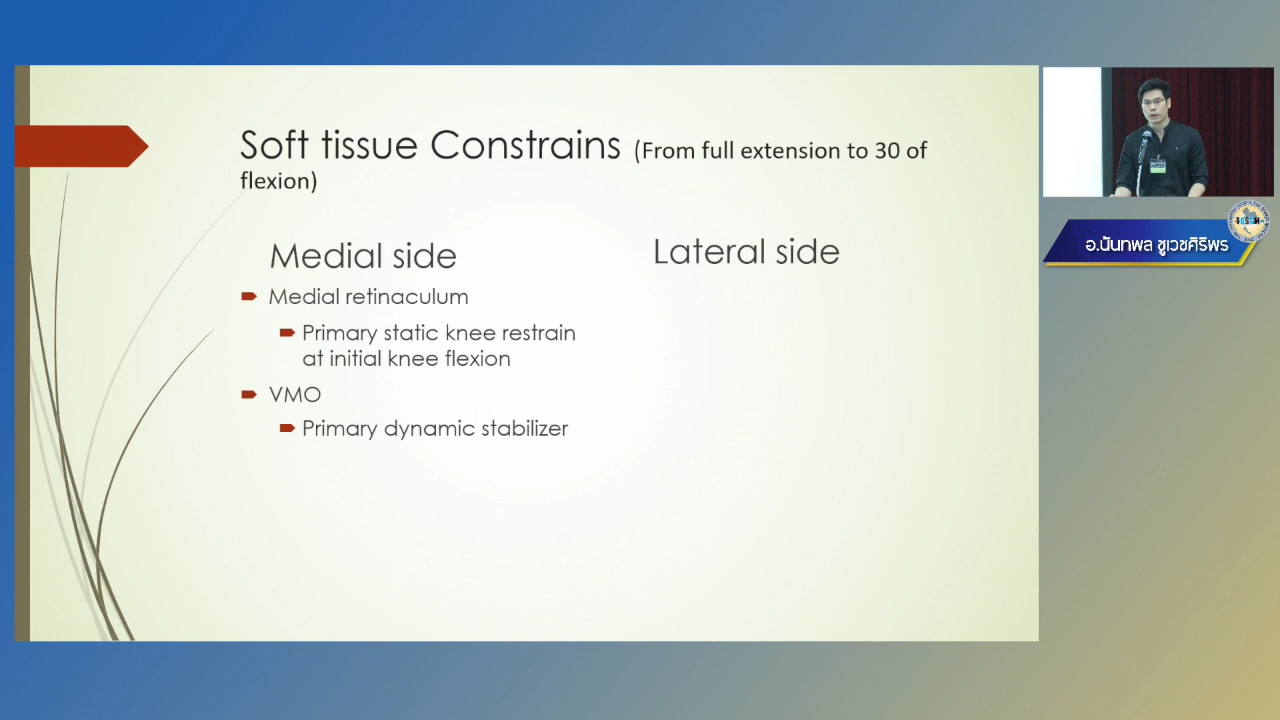 Soft tissue Constrains (From full extension to 30 of
flexion)
Medial side
Medial retinaculum
Primary static knee restrain
at initial knee flexion
VMO
Primary dynamic stabilizer
Lateral side
อ.นันทพล ชูเวชศิริพร